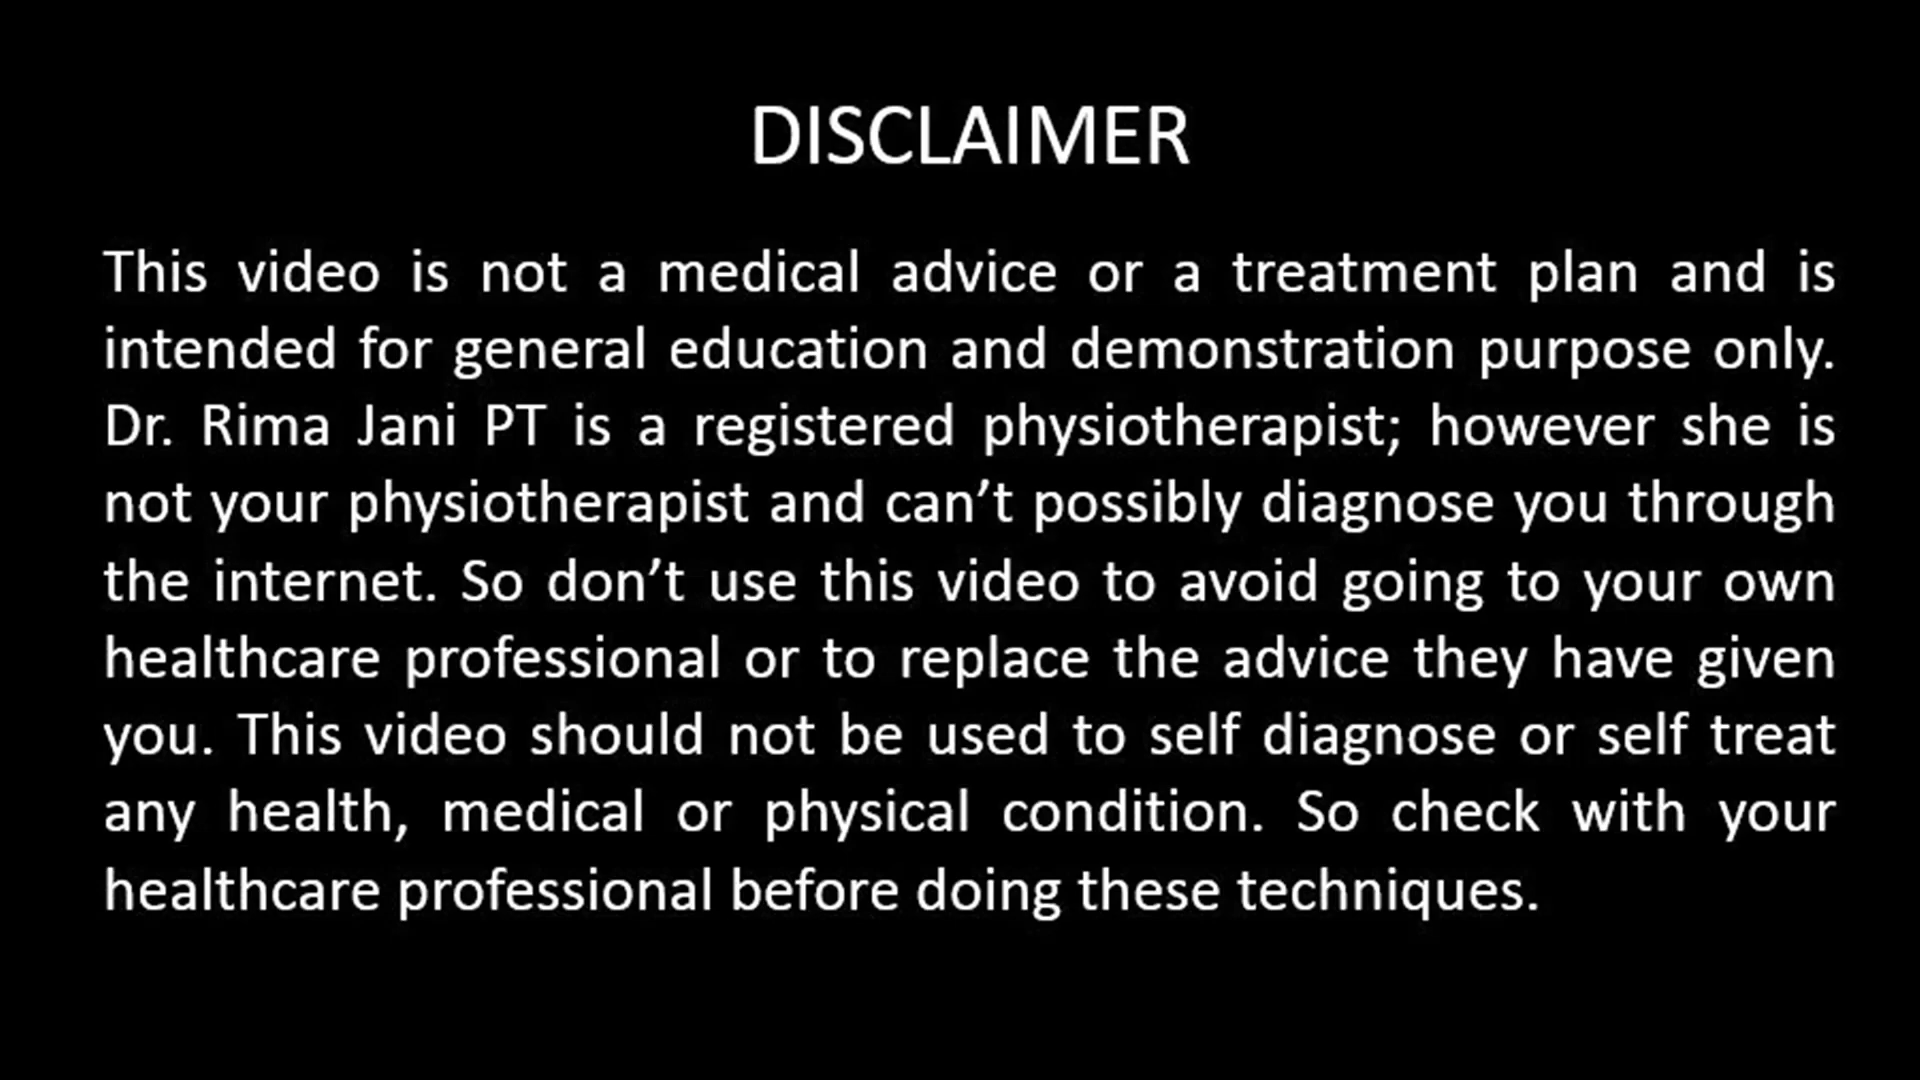 DISCLAIMER
This video is not a medical advice or a treatment plan and is
intended for general education and demonstration purpose only.
Dr. Rima Jani PT is a registered physiotherapist; however she is
not your physiotherapist and can’t possibly diagnose you through
the internet. So don’t use this video to avoid going to your own
healthcare professional or to replace the advice they have given
you. This video should not be used to self diagnose or self treat
any health, medical or physical condition. So check with your
healthcare professional before doing these techniques.